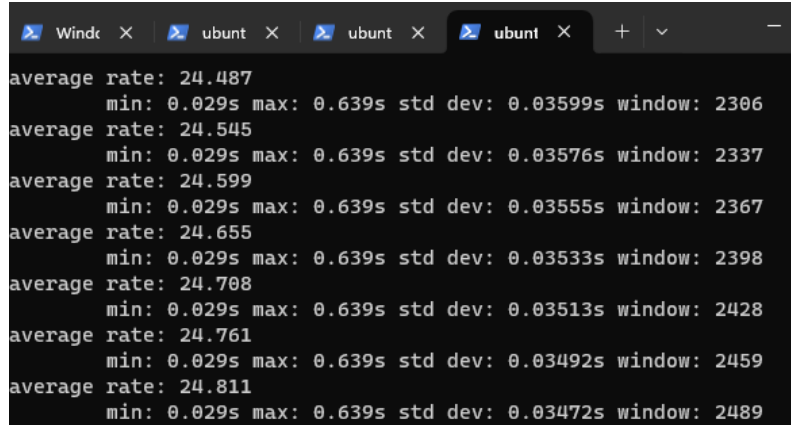 Windc ubunt ubunt ubunt
average rate: 24.487
min: 0.029s max: 0.639s std dev: 0.03599s window: 2306
average rate: 24.545
min: 0.029s max: 0.639s std dev: 0.03576s window: 2337
average rate: 24.599
min: 0.029s max: 0.639s std dev: 0.03555s window: 2367
average rate: 24.655
min: 0.029s max: 0.639s std dev: 0.03533s window: 2398
average rate: 24.708
min: 0.029s max: 0.639s std dev: 0.03513s window: 2428
average rate: 24.761
min: 0.029s max: 0.639s std dev: 0.03492s window: 2459
average rate: 24.811
min: 0.029s max: 0.639s std dev: 0.03472s window: 2489